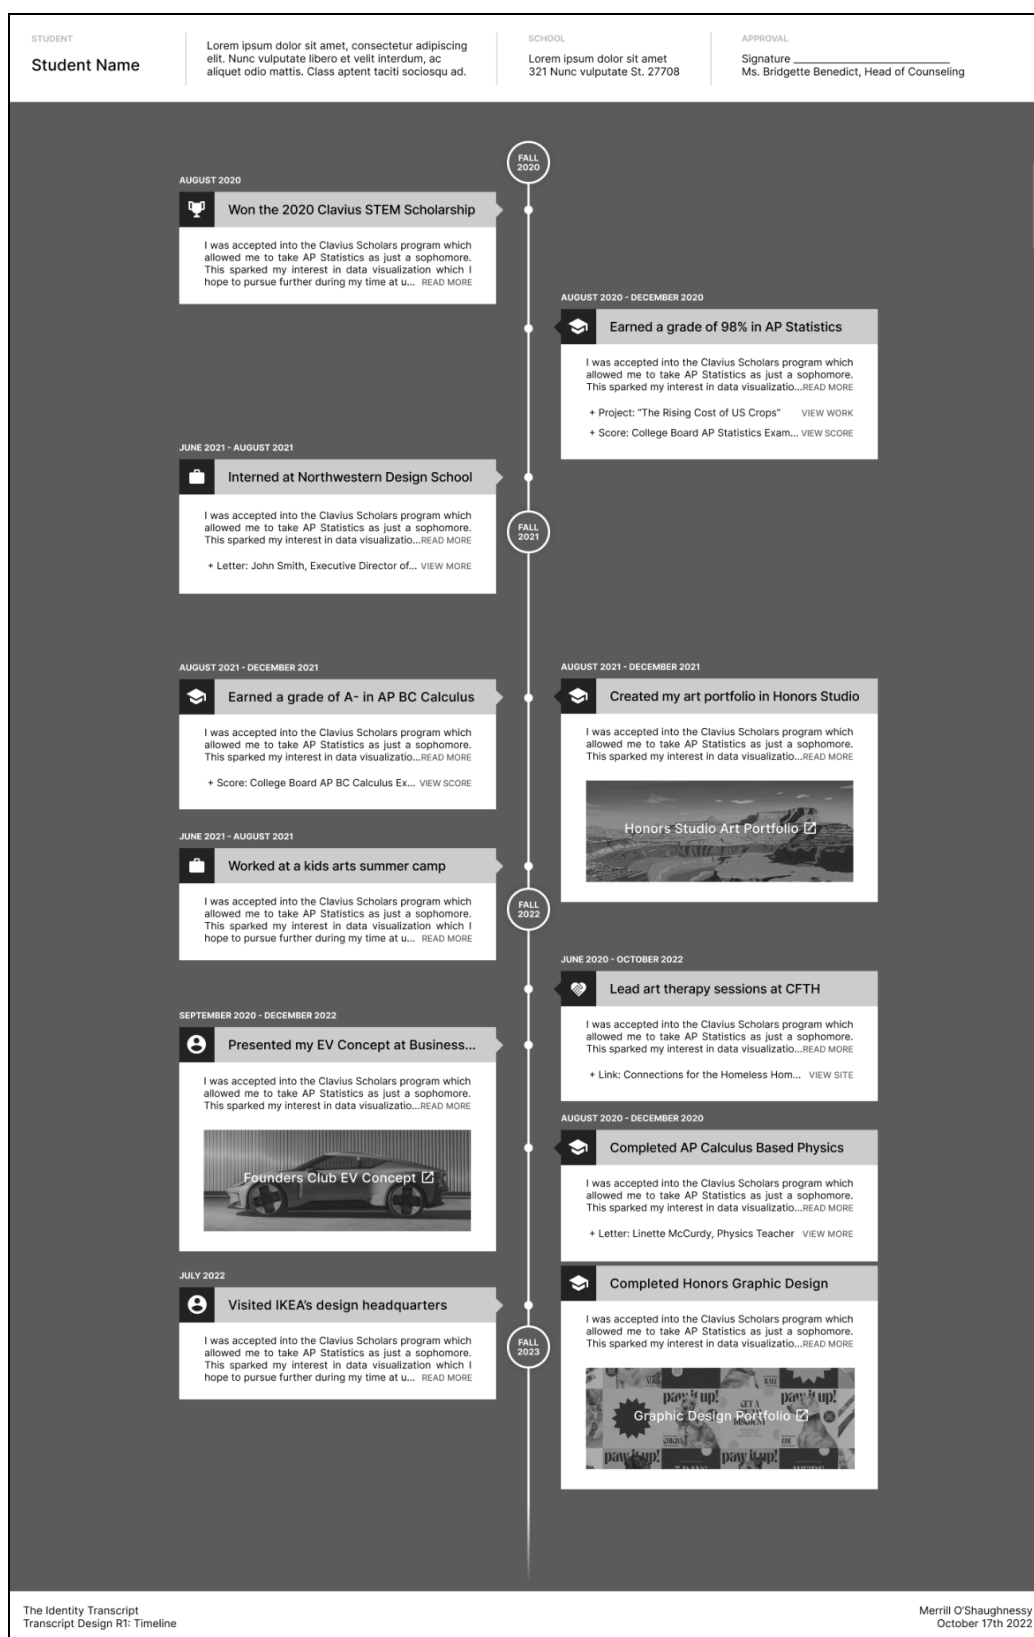 STUDENT
Student Name
Lorem ipsum dolor sit amet, consectetur adipiscing
elit. Nunc vulputate libero et velit interdum, ac
aliquet odio mattis. Class aptent taciti sociosqu ad.
SCHOOL
Lorem ipsum dolor sit amet
321 Nunc vulputate St. 27708
APPROVAL
Signature
Ms. Bridgette Benedict, Head of Counseling
FALL
2020
AUGUST 2020
Won the 2020 Clavius STEM Scholarship
I was accepted into the Clavius Scholars program which
allowed me to take AP Statistics as just a sophomore.
This sparked my interest in data visualization which I
hope to pursue further during my time at u... READ MORE
AUGUST 2020 - DECEMBER 2020
Earned a grade of 98% in AP Statistics
I was accepted into the Clavius Scholars program which
allowed me to take AP Statistics as just a sophomore.
This sparked my interest in data visualizatio...READ MORE
+ Project: “The Rising Cost of US Crops” VIEW WORK
+ Score: College Board AP Statistics Exam... VIEW SCORE
JUNE 2021 - AUGUST 2021
Interned at Northwestern Design School
I was accepted into the Clavius Scholars program which
allowed me to take AP Statistics as just a sophomore.
This sparked my interest in data visualizatio...READ MORE
+ Letter: John Smith, Executive Director of... VIEW MORE
FALL
2021
AUGUST 2021 - DECEMBER 2021
Earned a grade of A- in AP BC Calculus
I was accepted into the Clavius Scholars program which
allowed me to take AP Statistics as just a sophomore.
This sparked my interest in data visualizatio...READ MORE
+ Score: College Board AP BC Calculus Ex... VIEW SCORE
AUGUST 2021 - DECEMBER 2021
Created my art portfolio in Honors Studio
I was accepted into the Clavius Scholars program which
allowed me to take AP Statistics as just a sophomore.
This sparked my interest in data visualizatio...READ MORE
Honors Studio Art Portfolio
JUNE 2021 - AUGUST 2021
Worked at a kids arts summer camp
I was accepted into the Clavius Scholars program which
allowed me to take AP Statistics as just a sophomore.
This sparked my interest in data visualization which I
hope to pursue further during my time at u... READ MORE
FALL
2022
JUNE 2020 - OCTOBER 2022
Lead art therapy sessions at CFTH
I was accepted into the Clavius Scholars program which
allowed me to take AP Statistics as just a sophomore.
This sparked my interest in data visualizatio...READ MORE
+ Link: Connections for the Homeless Hom... VIEW SITE
SEPTEMBER 2020 - DECEMBER 2022
Presented my EV Concept at Business...
I was accepted into the Clavius Scholars program which
allowed me to take AP Statistics as just a sophomore.
This sparked my interest in data visualizatio...READ MORE
Founders Club EV Concept
AUGUST 2020 - DECEMBER 2020
Completed AP Calculus Based Physics
I was accepted into the Clavius Scholars program which
allowed me to take AP Statistics as just a sophomore.
This sparked my interest in data visualizatio...READ MORE
+ Letter: Linette McCurdy, Physics Teacher VIEW MORE
JULY 2022
Visited IKEA’s design headquarters
I was accepted into the Clavius Scholars program which
allowed me to take AP Statistics as just a sophomore.
This sparked my interest in data visualization which I
hope to pursue further during my time at u... READ MORE
Completed Honors Graphic Design
I was accepted into the Clavius Scholars program which
allowed me to take AP Statistics as just a sophomore.
This sparked my interest in data visualizatio...READ MORE
paw it up! GET A DISCOUNT paw it up!
Graphic Design Portfolio
paw it up! paw it up!
FALL
2023
The Identity Transcript
Transcript Design R1: Timeline
Merrill O’Shaughnessy
October 17th 2022